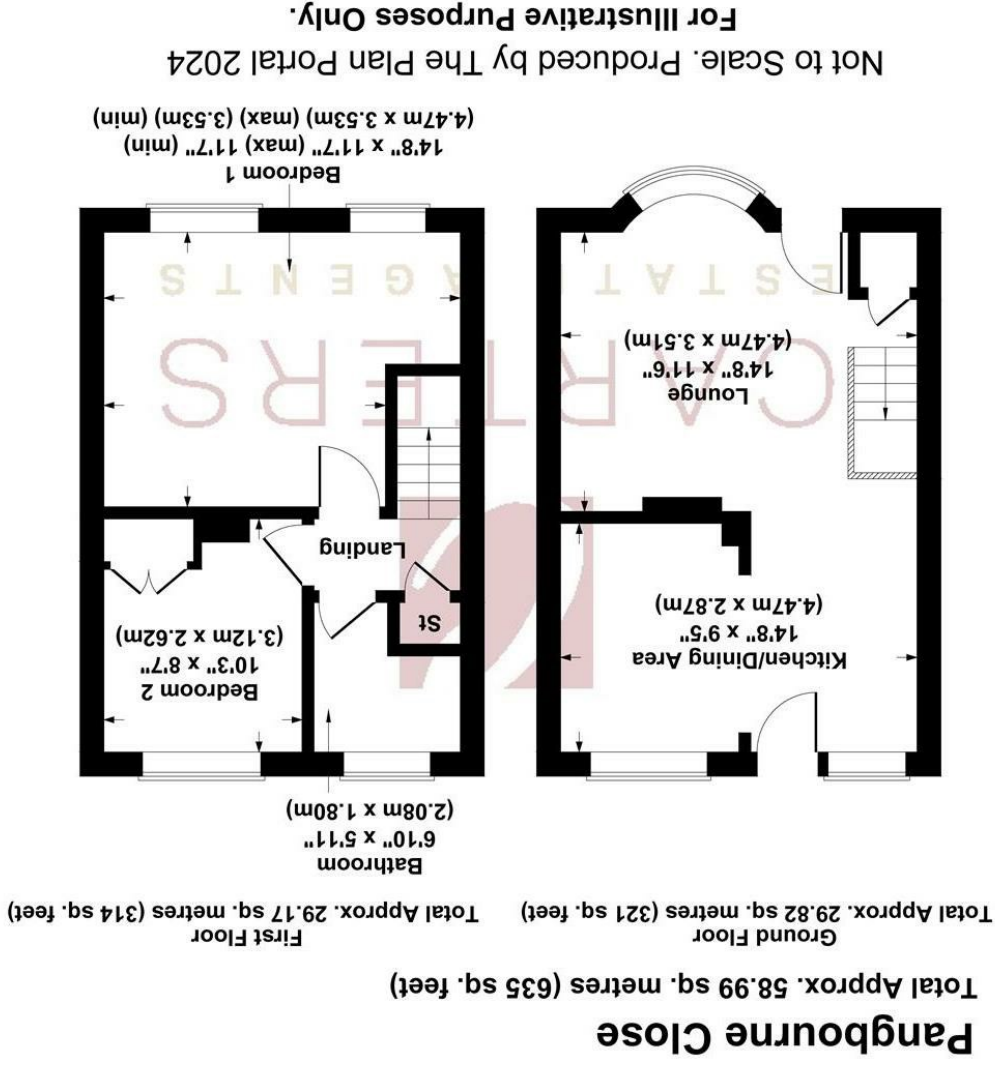 Pangbourne Close
Total Approx. 58.99 sq. metres (635 sq. feet)
Ground Floor
Total Approx. 29.82 sq. metres (321 sq. feet)
First Floor
Total Approx. 29.17 sq. metres (314 sq. feet)
Kitchen/Dining Area
14'8" x 9'5"
(4.47m x 2.87m)
Lounge
14'8" x 11'6"
(4.47m x 3.51m)
Bathroom
6'10" x 5'11"
(2.08m x 1.80m)
Bedroom 2
10'3" x 8'7"
(3.12m x 2.62m)
St
Landing
CARTERS
ESTATE AGENTS
Bedroom 1
14'8" x 11'7" (max) 11'7" (min)
(4.47m x 3.53m) (max) (3.53m) (min)
Not to Scale. Produced by The Plan Portal 2024
For Illustrative Purposes Only.